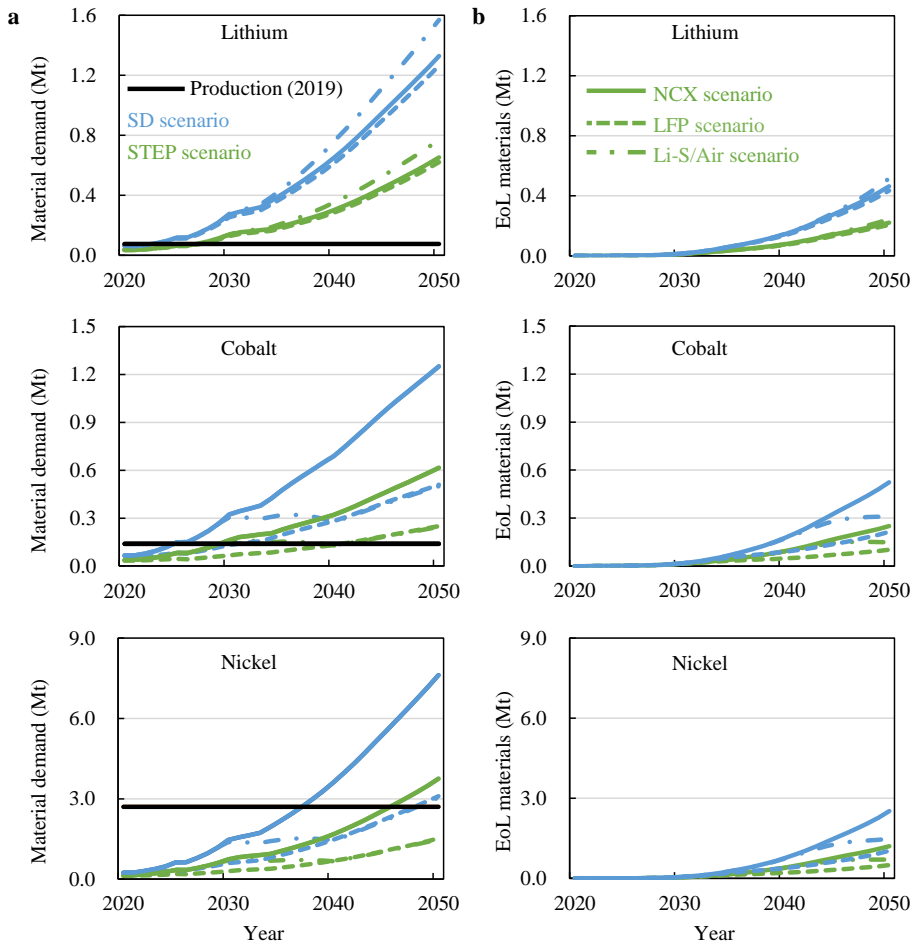 a
Material demand (Mt)
1.6
1.2
0.8
0.4
0.0
Lithium
Production (2019)
SD scenario
STEP scenario
2020
2030
2040
2050
b
EoL materials (Mt)
1.6
1.2
0.8
0.4
0.0
Lithium
NCX scenario
LFP scenario
Li-S/Air scenario
2020
2030
2040
2050
Material demand (Mt)
1.5
1.2
0.9
0.6
0.3
0.0
Cobalt
2020
2030
2040
2050
EoL materials (Mt)
1.5
1.2
0.9
0.6
0.3
0.0
Cobalt
2020
2030
2040
2050
Material demand (Mt)
9.0
6.0
3.0
0.0
Nickel
2020
2030
2040
2050
Year
EoL materials (Mt)
9.0
6.0
3.0
0.0
Nickel
2020
2030
2040
2050
Year